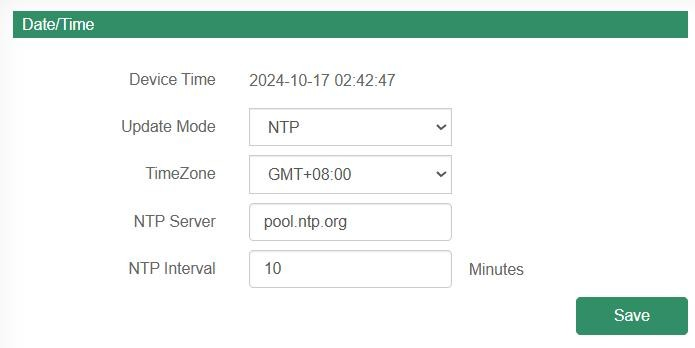 Date/Time
Device Time 2024-10-17 02:42:47
Update Mode NTP
TimeZone GMT+08:00
NTP Server pool.ntp.org
NTP Interval 10 Minutes
Save